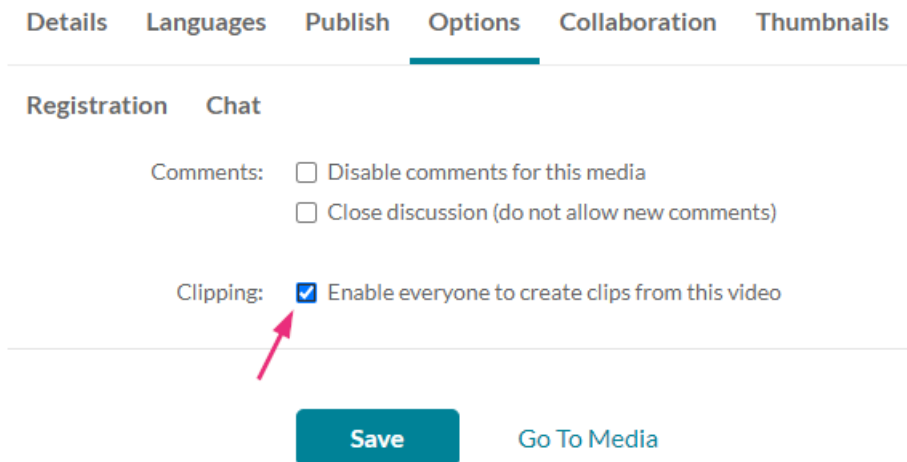 Details Languages Publish Options Collaboration Thumbnails
Registration Chat
Comments: Disable comments for this media
Close discussion (do not allow new comments)
Clipping: Enable everyone to create clips from this video
Save Go To Media